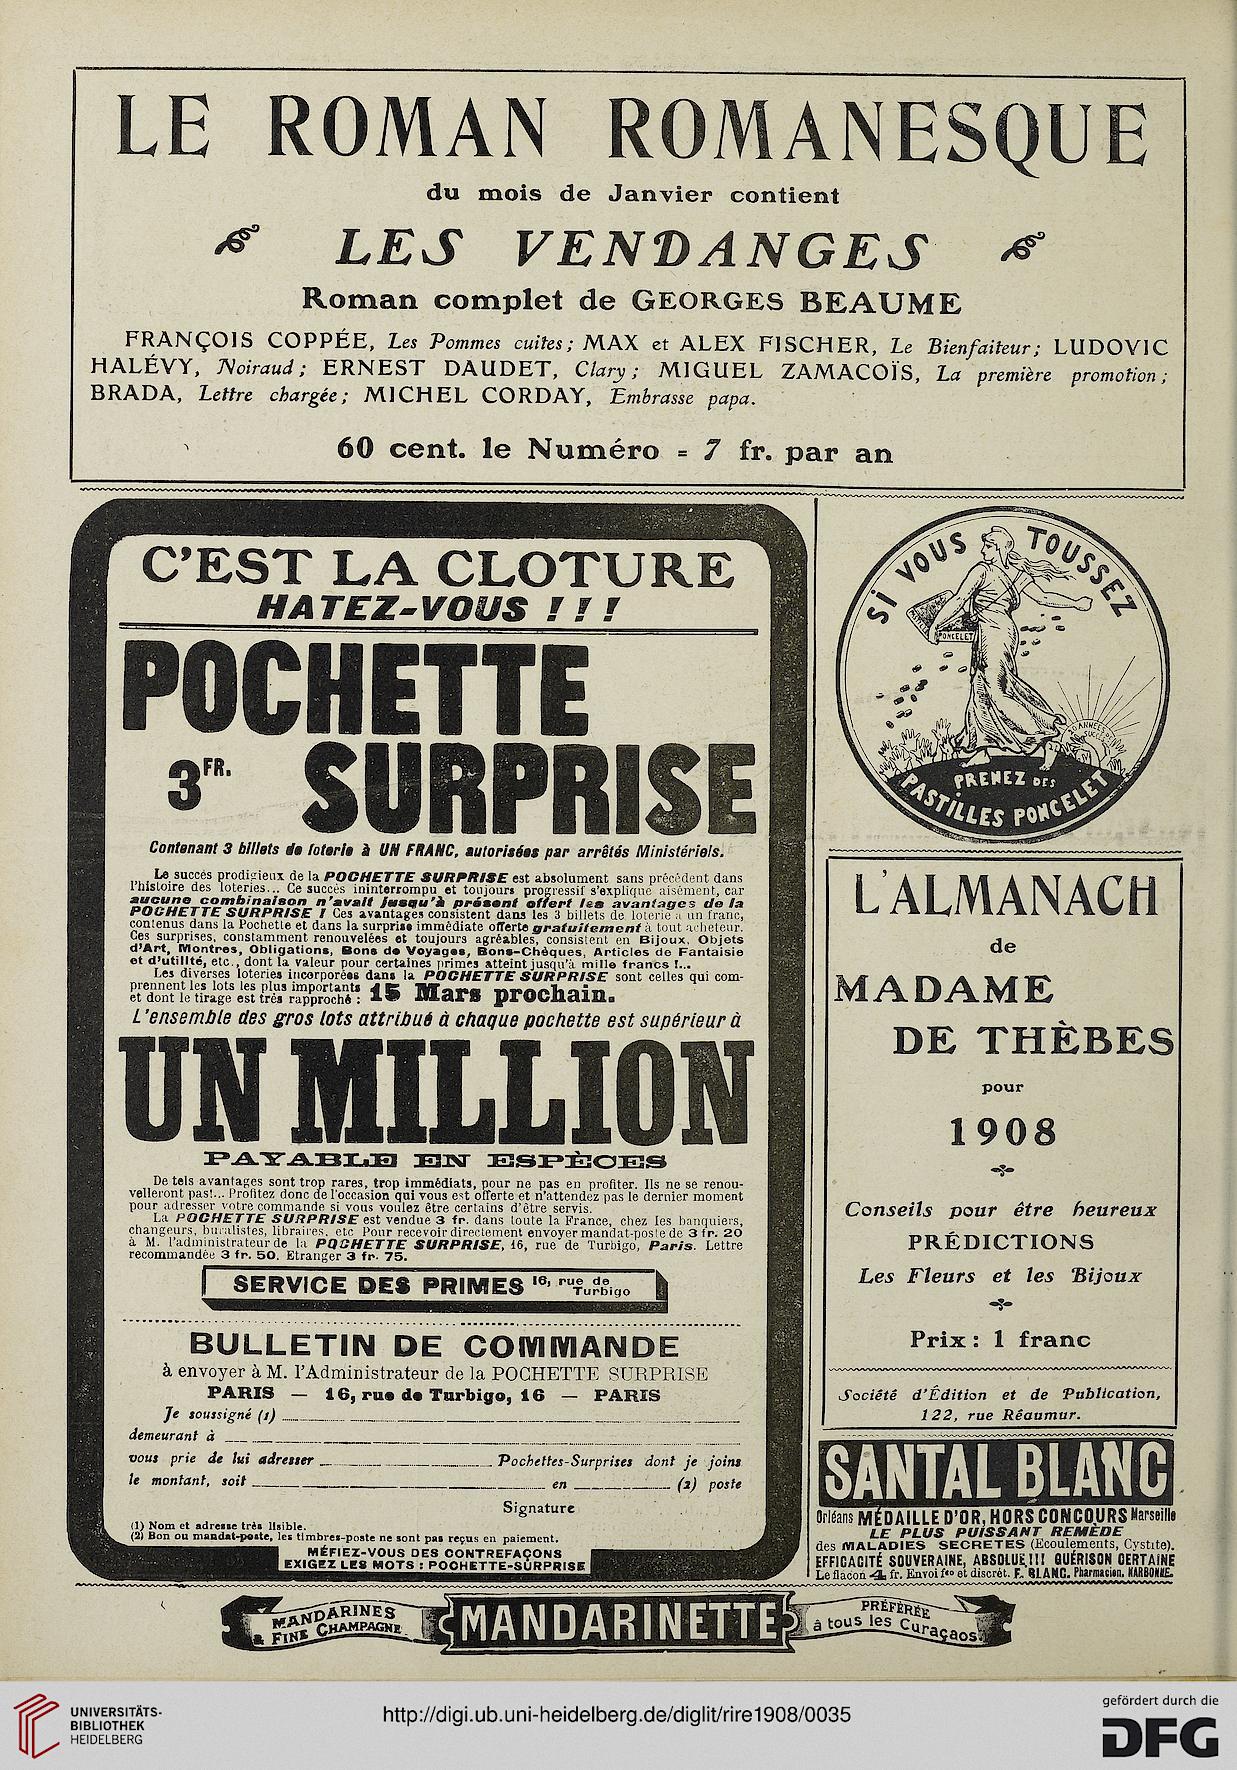 LE ROMAN ROMANESQUE
du mois de Janvier contient
LES VENDANGES
Roman complet de GEORGES BEAUME
FRANÇOIS COPPÉE, Les Pommes cuites; MAX et ALEX FISCHER, Le Bienfaiteur; LUDOVIC
HALÉVY, Noiraud; ERNEST DAUDET, Clary; MIGUEL ZAMACOÏS, La première promotion;
BRADA, Lettre chargée; MICHEL CORDAY, Embrasse papa.
60 cent. le Numéro = 7 fr. par an
C'EST LA CLOTURE
HATEZ-VOUS !!!
POCHETTE
3 FR. SURPRISE
Contenant 3 billets de loterie à UN FRANC, autorisées par arrêtés Ministériels.
Le succès prodigieux de la POCHETTE SURPRISE est absolument sans précédent dans
l'histoire des loteries... Ce succès ininterrompu et toujours progressif s'explique aisément, car
aucune combinaison n'avait jusqu'à présent offert les avantages de la
POCHETTE SURPRISE ! Ces avantages consistent dans les 3 billets de loterie à un franc,
contenus dans la Pochette et dans la surprise immédiate offerte gratuitement à tout acheteur.
Ces surprises, constamment renouvelées et toujours agréables, consistent en Bijoux, Objets
d'Art, Montres, Obligations, Bons de Voyages, Bons-Chèques, Articles de Fantaisie
et d'utilité, etc., dont la valeur pour certaines primes atteint jusqu'à mille francs !...
Les diverses loteries incorporées dans la POCHETTE SURPRISE sont celles qui com-
prennent les lots les plus importants
et dont le tirage est très rapproché : 15 Mars prochain.
L'ensemble des gros lots attribué à chaque pochette est supérieur à
UN MILLION
PAYABLE EN ESPÈCES
De tels avantages sont trop rares, trop immédiats, pour ne pas en profiter. Ils ne se renou-
velleront pas!... Profitez donc de l'occasion qui vous est offerte et n'attendez pas le dernier moment
pour adresser votre commande si vous voulez être certains d'être servis.
La POCHETTE SURPRISE est vendue 3 fr. dans toute la France, chez les banquiers,
changeurs, buralistes, libraires, etc Pour recevoir directement envoyer mandat-poste de 3 fr. 20
à M. l'administrateur de la POCHETTE SURPRISE, 16, rue de Turbigo, Paris. Lettre
recommandée 3 fr. 50. Etranger 3 fr. 75.
SERVICE DES PRIMES 16, rue de Turbigo
BULLETIN DE COMMANDE
à envoyer à M. l'Administrateur de la POCHETTE SURPRISE
PARIS — 16, rue de Turbigo, 16 — PARIS
Je soussigné (1)
demeurant à
vous prie de lui adresser Pochettes-Surprises dont je joins
le montant, soit en (2) poste
Signature
(1) Nom et adresse très lisible.
(2) Bon ou mandat-poste, les timbres-poste ne sont pas reçus en paiement.
MÉFIEZ-VOUS DES CONTREFAÇONS
EXIGEZ LES MOTS : POCHETTE-SURPRISE
SI VOUS TOUSSEZ
PONCELET
PRENEZ DES
PASTILLES PONCELET
L'ALMANACH
de
MADAME
DE THÈBES
pour
1908
Conseils pour être heureux
PRÉDICTIONS
Les Fleurs et les Bijoux
Prix : 1 franc
Société d'Édition et de Publication,
122, rue Réaumur.
SANTAL BLANC
Orléans MÉDAILLE D'OR, HORS CONCOURS Marseille
LE PLUS PUISSANT REMÈDE
des MALADIES SECRETES (Ecoulements, Cystite).
EFFICACITÉ SOUVERAINE, ABSOLUE!!! GUÉRISON CERTAINE
Le flacon 4 fr. Envoi fco et discrét. F. BLANC. Pharmacien. NARBONNE.
MANDARINES
& FINE CHAMPAGNE
MANDARINETTE
PRÉFÉRÉE
à tous les Curaçaos
UNIVERSITÄTS-
BIBLIOTHEK
HEIDELBERG
http://digi.ub.uni-heidelberg.de/diglit/rire1908/0035
gefördert durch die
DFG